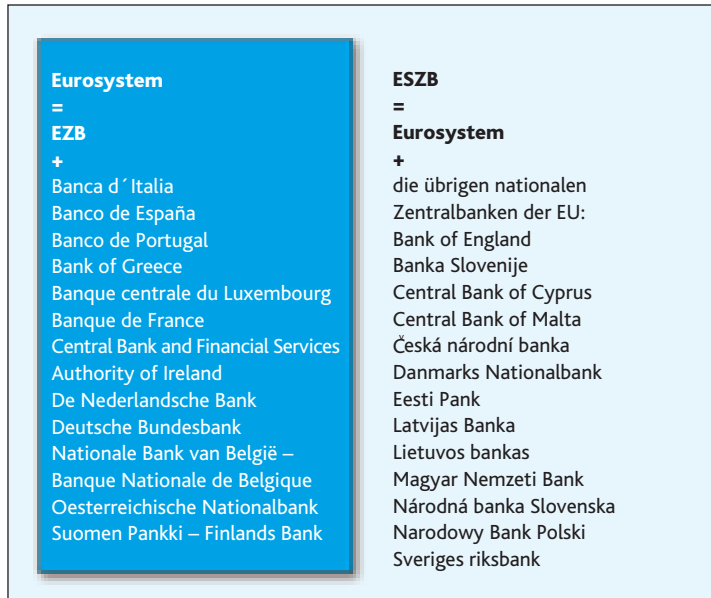 Eurosystem
=
EZB
+
Banca d´Italia
Banco de España
Banco de Portugal
Bank of Greece
Banque centrale du Luxembourg
Banque de France
Central Bank and Financial Services
Authority of Ireland
De Nederlandsche Bank
Deutsche Bundesbank
Nationale Bank van België –
Banque Nationale de Belgique
Oesterreichische Nationalbank
Suomen Pankki – Finlands Bank
ESZB
=
Eurosystem
+
die übrigen nationalen
Zentralbanken der EU:
Bank of England
Banka Slovenije
Central Bank of Cyprus
Central Bank of Malta
Česká národní banka
Danmarks Nationalbank
Eesti Pank
Latvijas Banka
Lietuvos bankas
Magyar Nemzeti Bank
Národná banka Slovenska
Narodowy Bank Polski
Sveriges riksbank